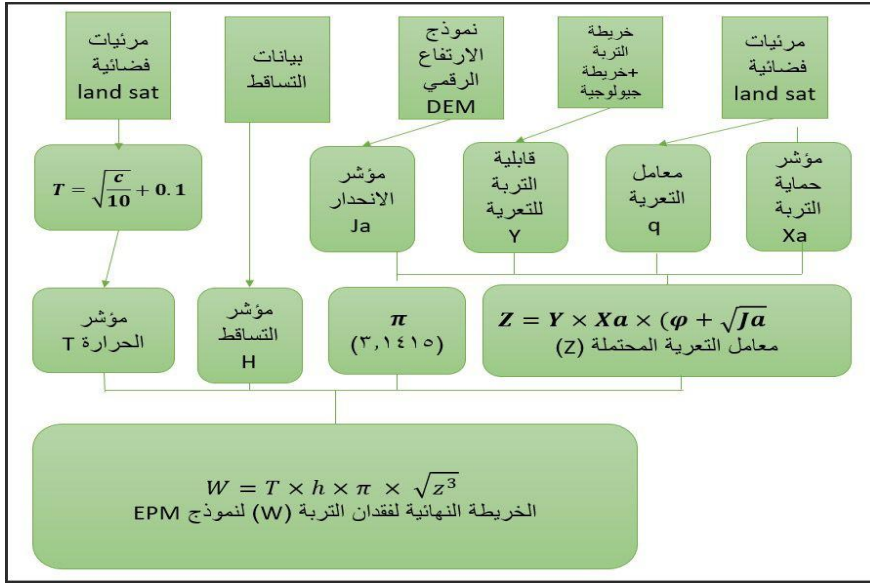 مرئيات
فضائية
land sat
خريطة
التربة
+خريطة
جيولوجية
نموذج
الارتفاع
الرقمي
DEM
بيانات
التساقط
مرئيات
فضائية
land sat
مؤشر
حماية
التربة
Xa
معامل
التعرية
q
قابلية
التربة
للتعرية
Y
مؤشر
الانحدار
Ja
T = √(c/10) + 0.1
Z = Y × Xa × (φ + √Ja
معامل التعرية المحتملة (Z)
π
(٣,١٤١٥)
مؤشر
التساقط
H
مؤشر
الحرارة T
W = T × h × π × √z³
الخريطة النهائية لفقدان التربة (W) لنموذج EPM